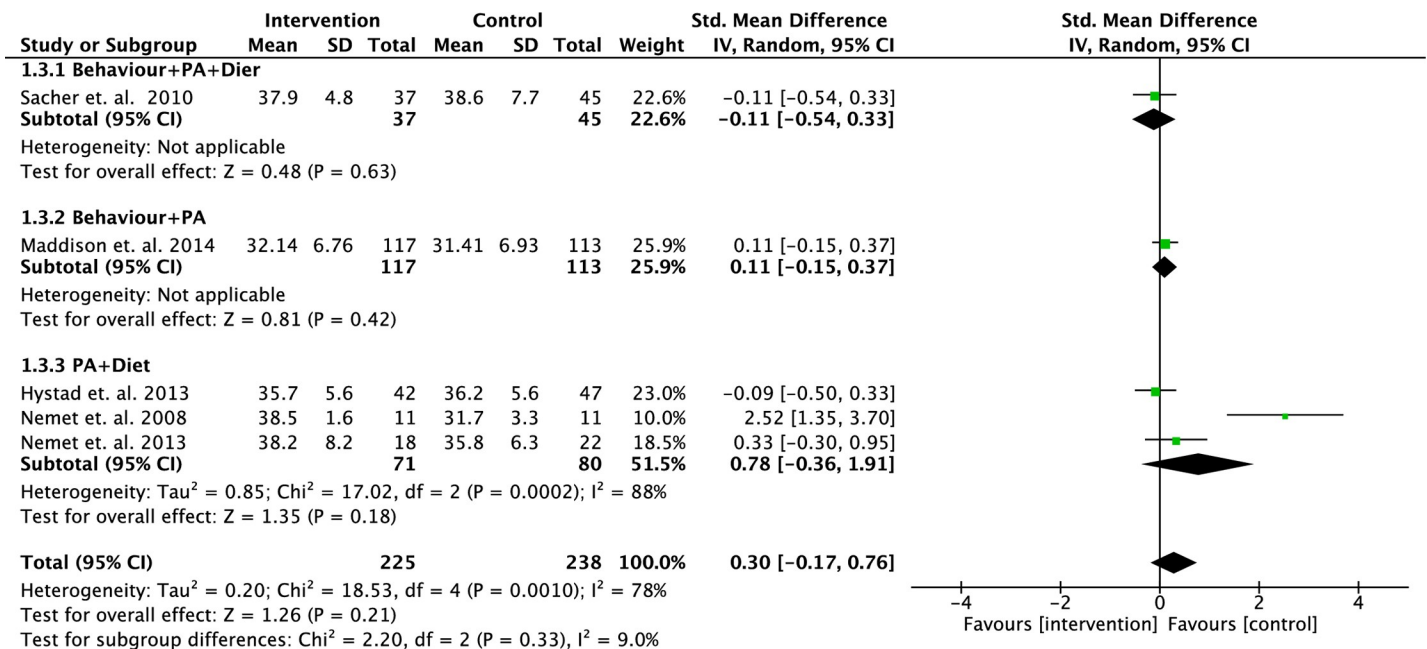 Intervention Control Std. Mean Difference Std. Mean Difference
Study or Subgroup Mean SD Total Mean SD Total Weight IV, Random, 95% CI IV, Random, 95% CI
1.3.1 Behaviour+PA+Dier
Sacher et. al. 2010 37.9 4.8 37 38.6 7.7 45 22.6% −0.11 [−0.54, 0.33]
Subtotal (95% CI) 37 45 22.6% −0.11 [−0.54, 0.33]
Heterogeneity: Not applicable
Test for overall effect: Z = 0.48 (P = 0.63)
1.3.2 Behaviour+PA
Maddison et. al. 2014 32.14 6.76 117 31.41 6.93 113 25.9% 0.11 [−0.15, 0.37]
Subtotal (95% CI) 117 113 25.9% 0.11 [−0.15, 0.37]
Heterogeneity: Not applicable
Test for overall effect: Z = 0.81 (P = 0.42)
1.3.3 PA+Diet
Hystad et. al. 2013 35.7 5.6 42 36.2 5.6 47 23.0% −0.09 [−0.50, 0.33]
Nemet et. al. 2008 38.5 1.6 11 31.7 3.3 11 10.0% 2.52 [1.35, 3.70]
Nemet et. al. 2013 38.2 8.2 18 35.8 6.3 22 18.5% 0.33 [−0.30, 0.95]
Subtotal (95% CI) 71 80 51.5% 0.78 [−0.36, 1.91]
Heterogeneity: Tau² = 0.85; Chi² = 17.02, df = 2 (P = 0.0002); I² = 88%
Test for overall effect: Z = 1.35 (P = 0.18)
Total (95% CI) 225 238 100.0% 0.30 [−0.17, 0.76]
Heterogeneity: Tau² = 0.20; Chi² = 18.53, df = 4 (P = 0.0010); I² = 78%
Test for overall effect: Z = 1.26 (P = 0.21)
Test for subgroup differences: Chi² = 2.20, df = 2 (P = 0.33), I² = 9.0%
−4 −2 0 2 4
Favours [intervention] Favours [control]